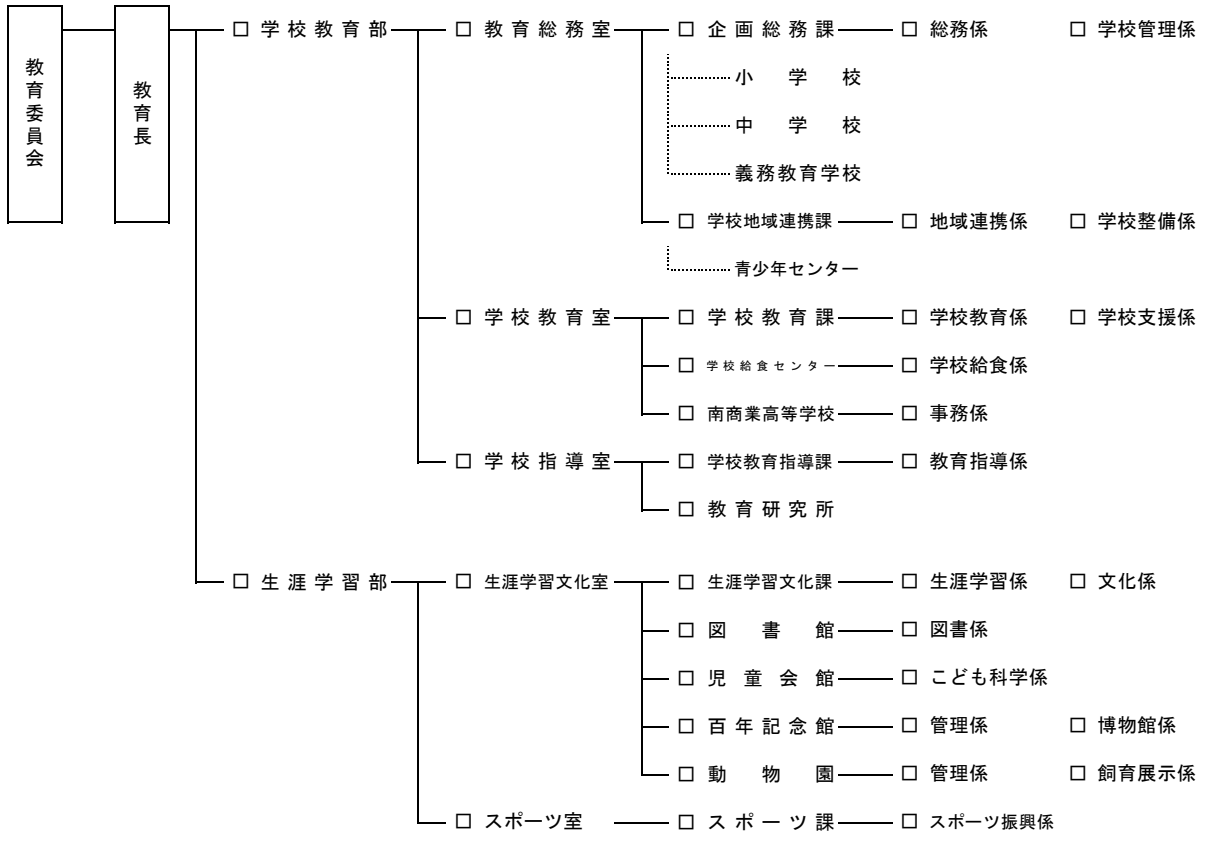 教育委員会
教育長
□ 学校教育部 □ 教育総務室 □ 企画総務課 □ 総務係 □ 学校管理係
小学校
中学校
義務教育学校
□ 学校地域連携課 □ 地域連携係 □ 学校整備係
青少年センター
□ 学校教育室 □ 学校教育課 □ 学校教育係 □ 学校支援係
□ 学校給食センター □ 学校給食係
□ 南商業高等学校 □ 事務係
□ 学校指導室 □ 学校教育指導課 □ 教育指導係
□ 教育研究所
□ 生涯学習部 □ 生涯学習文化室 □ 生涯学習文化課 □ 生涯学習係 □ 文化係
□ 図書館 □ 図書係
□ 児童会館 □ こども科学係
□ 百年記念館 □ 管理係 □ 博物館係
□ 動物園 □ 管理係 □ 飼育展示係
□ スポーツ室 □ スポーツ課 □ スポーツ振興係